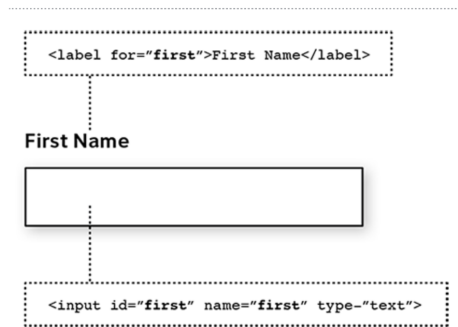 <label for="first">First Name</label>
First Name
<input id="first" name="first" type-"text">